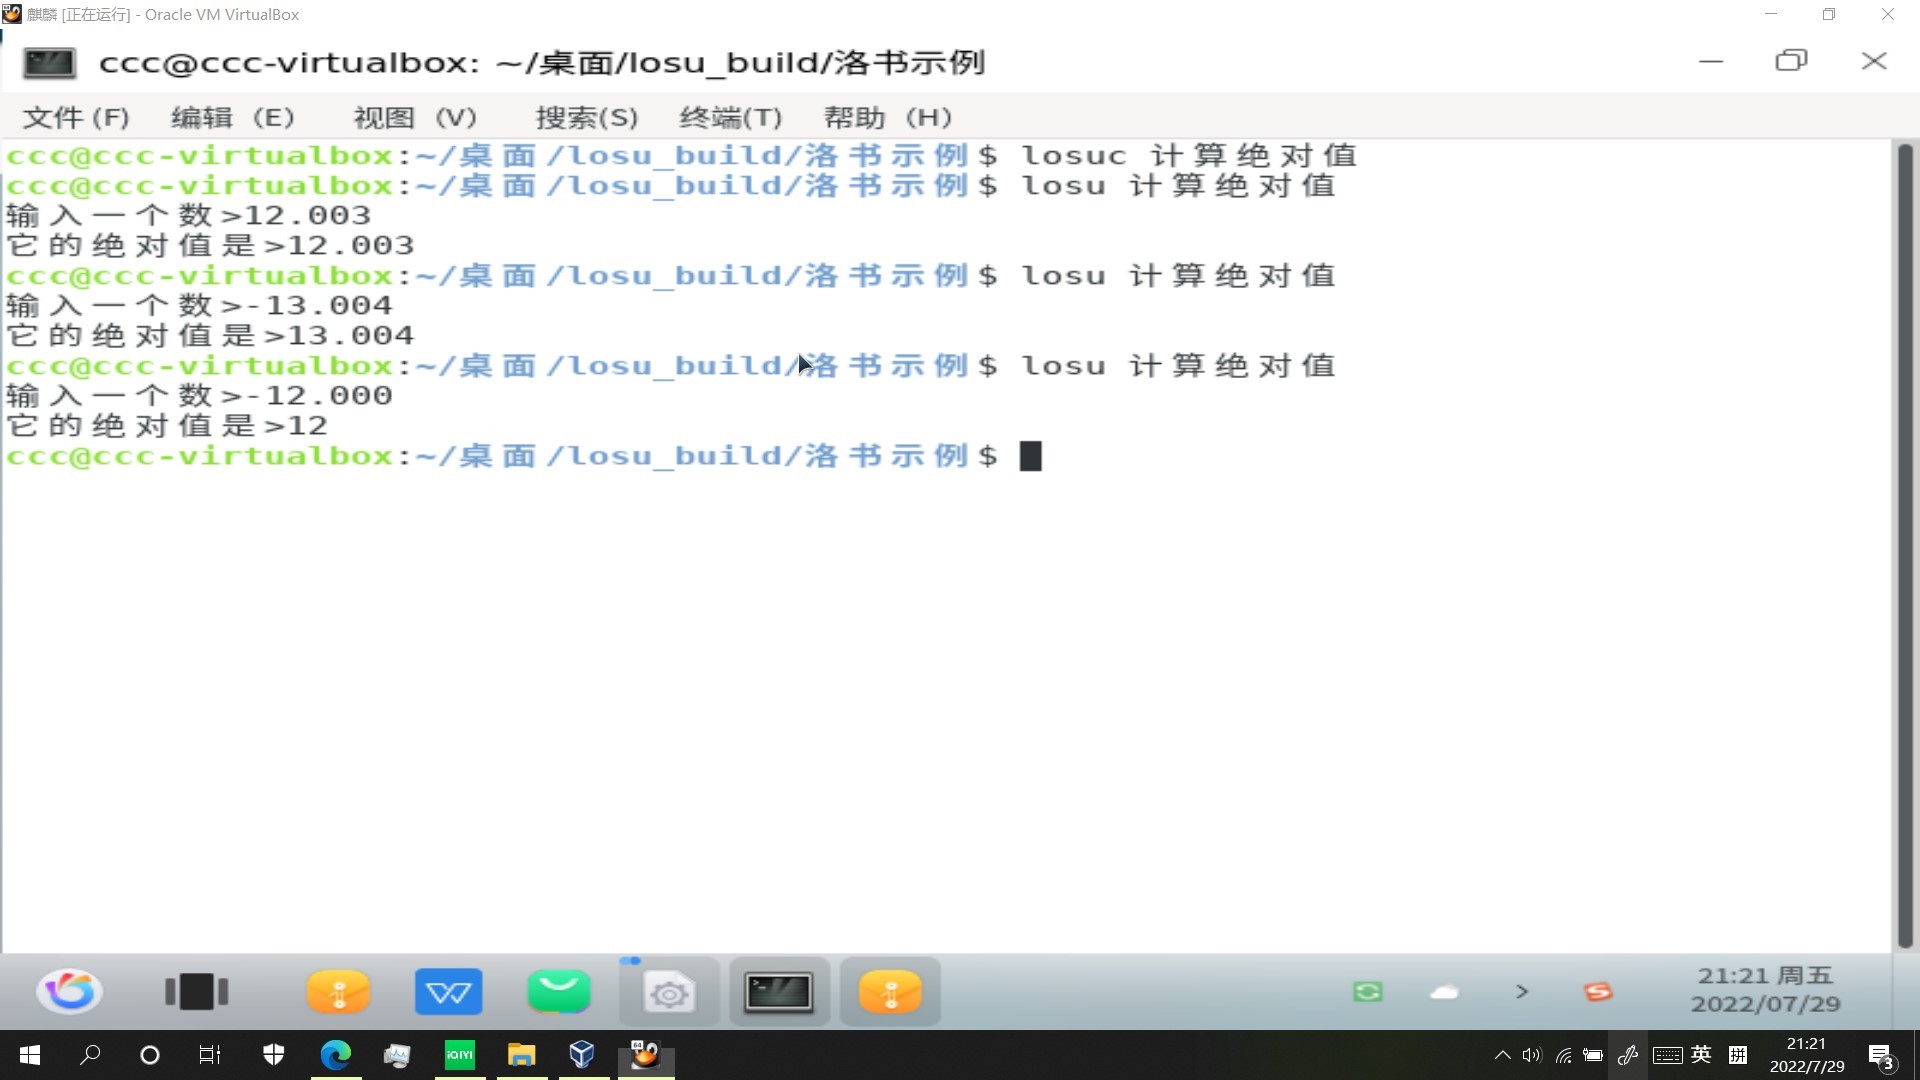 麒麟 [正在运行] - Oracle VM VirtualBox
ccc@ccc-virtualbox: ~/桌面/losu_build/洛书示例
文件(F) 编辑 (E) 视图 (V) 搜索(S) 终端(T) 帮助 (H)
ccc@ccc-virtualbox:~/桌面/losu_build/洛书示例$ losuc 计算绝对值
ccc@ccc-virtualbox:~/桌面/losu_build/洛书示例$ losu 计算绝对值
输入一个数>12.003
它的绝对值是>12.003
ccc@ccc-virtualbox:~/桌面/losu_build/洛书示例$ losu 计算绝对值
输入一个数>-13.004
它的绝对值是>13.004
ccc@ccc-virtualbox:~/桌面/losu_build/洛书示例$ losu 计算绝对值
输入一个数>-12.000
它的绝对值是>12
ccc@ccc-virtualbox:~/桌面/losu_build/洛书示例$
21:21 周五
2022/07/29
iQIYI
64
英
拼
21:21
2022/7/29
3